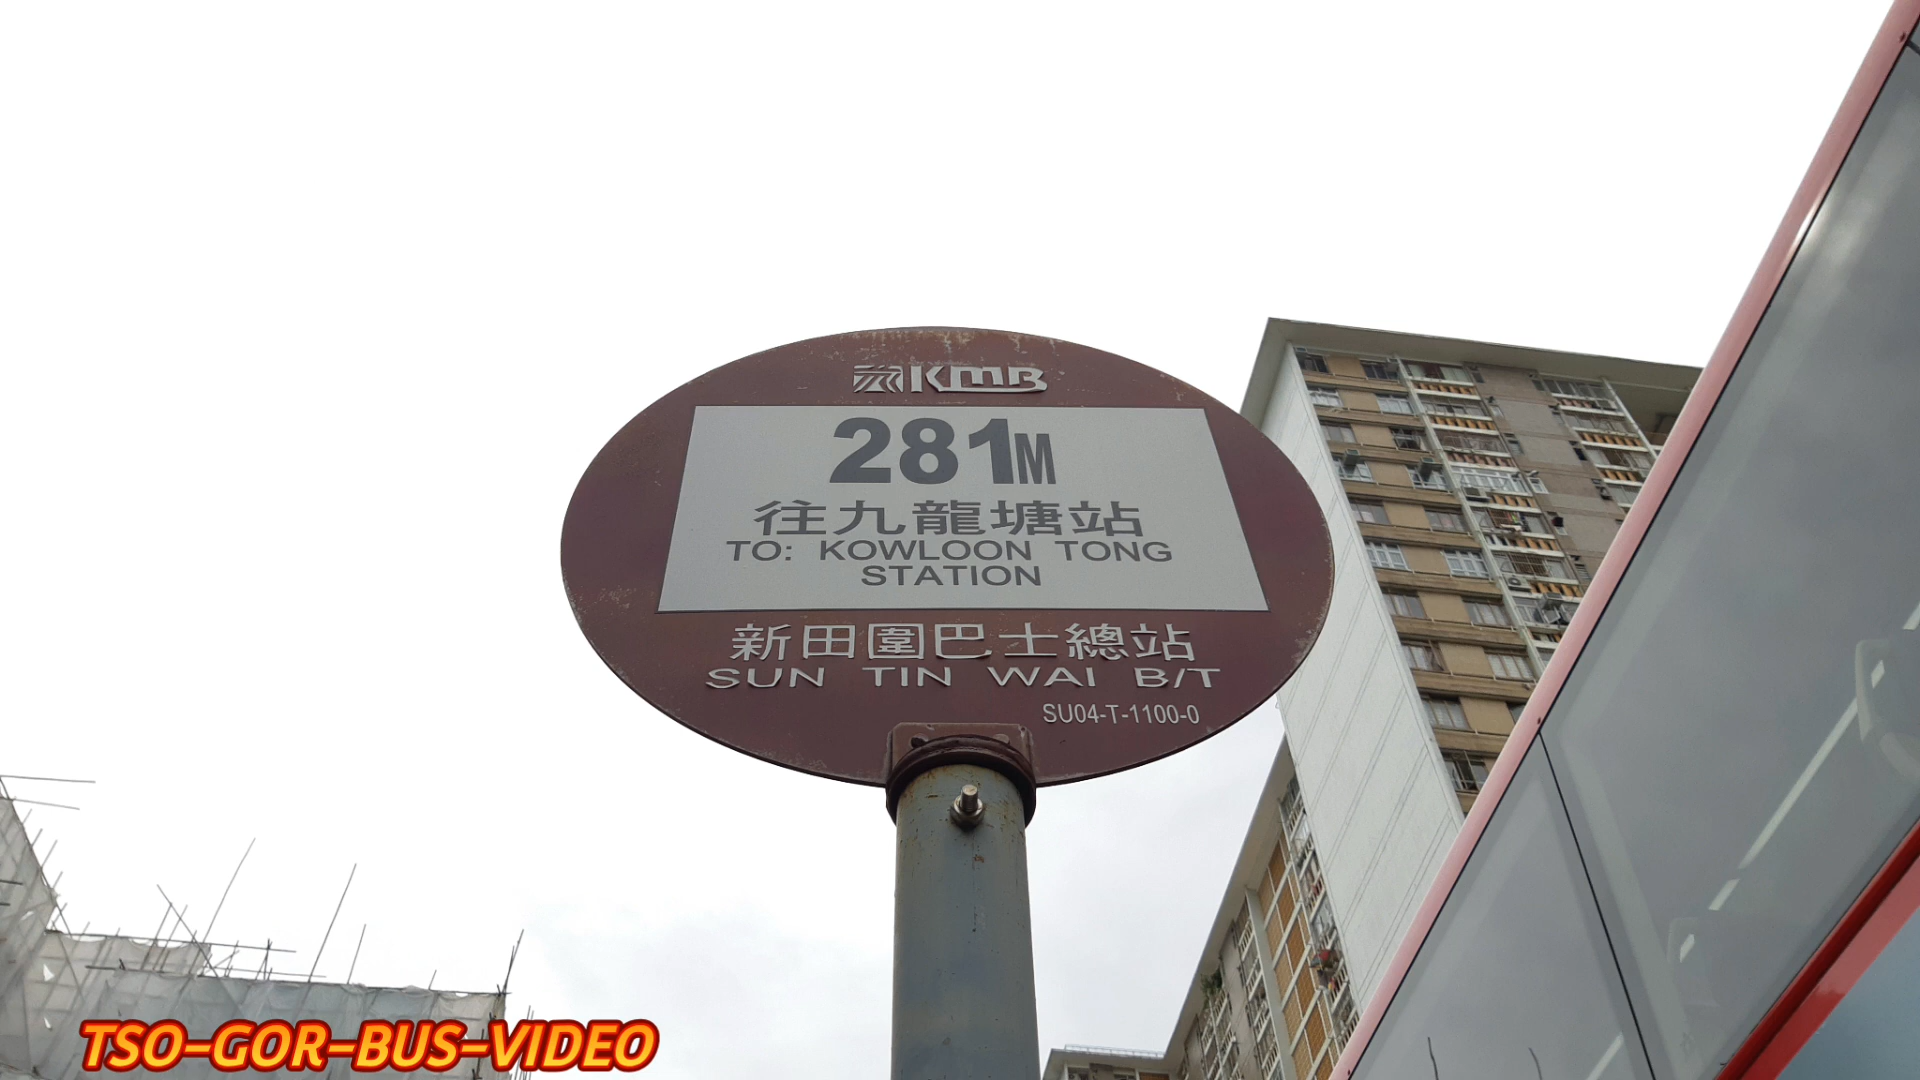 KMB
281M
往九龍塘站
TO: KOWLOON TONG
STATION
新田圍巴士總站
SUN TIN WAI B/T
SU04-T-1100-0
TSO-GOR-BUS-VIDEO